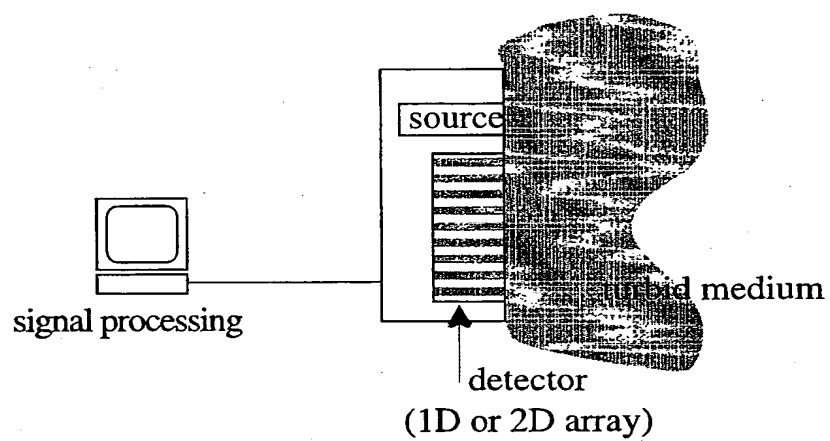 source
turbid medium
signal processing
detector
(1D or 2D array)